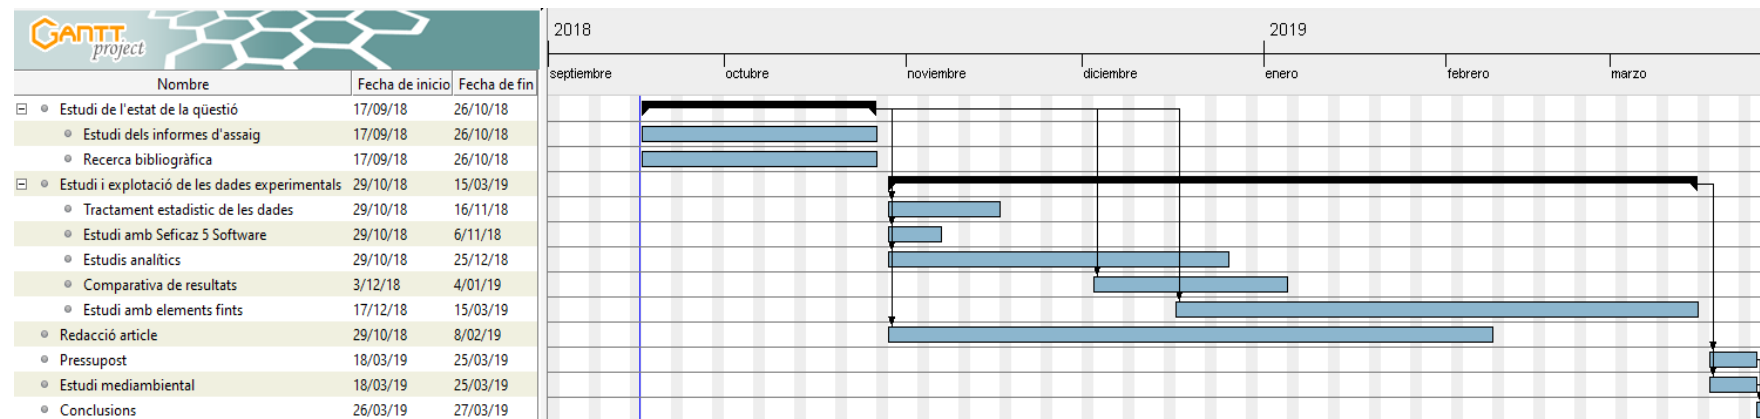 GANTT
project
2018 2019
septiembre octubre noviembre diciembre enero febrero marzo
Nombre Fecha de inicio Fecha de fin
Estudi de l'estat de la qüestió 17/09/18 26/10/18
Estudi dels informes d'assaig 17/09/18 26/10/18
Recerca bibliogràfica 17/09/18 26/10/18
Estudi i explotació de les dades experimentals 29/10/18 15/03/19
Tractament estadistic de les dades 29/10/18 16/11/18
Estudi amb Seficaz 5 Software 29/10/18 6/11/18
Estudis analítics 29/10/18 25/12/18
Comparativa de resultats 3/12/18 4/01/19
Estudi amb elements fints 17/12/18 15/03/19
Redacció article 29/10/18 8/02/19
Pressupost 18/03/19 25/03/19
Estudi mediambiental 18/03/19 25/03/19
Conclusions 26/03/19 27/03/19